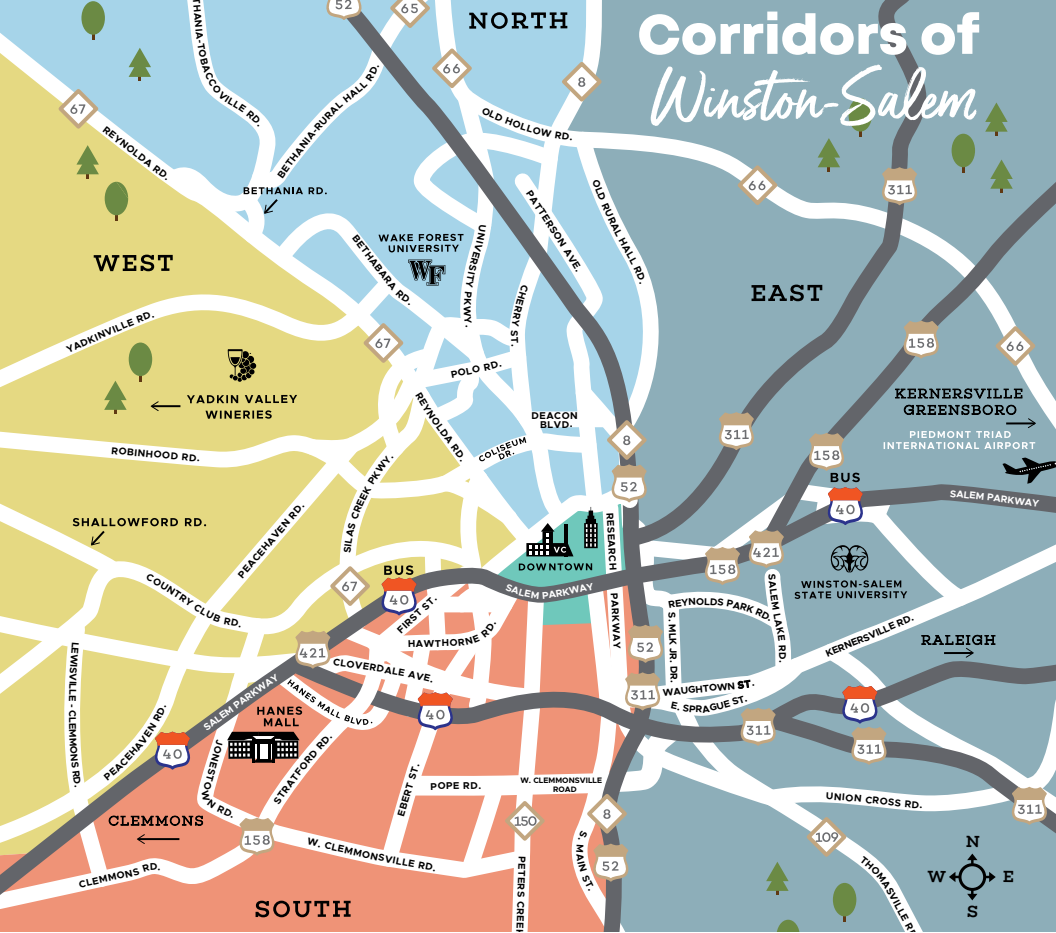 Corridors of
Winston-Salem
NORTH
52
65
66
8
67
THANIA-TOBACCOVILLE RD.
BETHANIA-RURAL HALL RD.
OLD HOLLOW RD.
REYNOLDA RD.
BETHANIA RD.
66
311
WEST
WAKE FOREST
UNIVERSITY
WF
BETHABARA RD.
UNIVERSITY PKWY.
PATTERSON AVE.
OLD RURAL HALL RD.
CHERRY ST.
EAST
YADKINVILLE RD.
67
158
66
YADKIN VALLEY
WINERIES
POLO RD.
REYNOLDA RD.
DEACON
BLVD.
COLISEUM
DR.
KERNERSVILLE
GREENSBORO
PIEDMONT TRIAD
INTERNATIONAL AIRPORT
311
158
8
52
ROBINHOOD RD.
SILAS CREEK PKWY.
PEACEHAVEN RD.
SHALLOWFORD RD.
COUNTRY CLUB RD.
BUS
40
SALEM PARKWAY
421
158
VC
DOWNTOWN
RESEARCH
PARKWAY
SALEM PARKWAY
WINSTON-SALEM
STATE UNIVERSITY
67
BUS
40
FIRST ST.
HAWTHORNE RD.
421
CLOVERDALE AVE.
REYNOLDS PARK RD.
SALEM LAKE RD.
S. MLK JR. DR.
KERNERSVILLE RD.
RALEIGH
52
311
WAUGHTOWN ST.
E. SPRAGUE ST.
LEWISVILLE - CLEMMONS RD.
PEACEHAVEN RD.
SALEM PARKWAY
HANES MALL BLVD.
HANES
MALL
40
40
40
311
311
311
JONESTOWN RD.
STRATFORD RD.
EBERT ST.
POPE RD.
W. CLEMMONSVILLE
ROAD
UNION CROSS RD.
CLEMMONS
158
150
8
109
W. CLEMMONSVILLE RD.
CLEMMONS RD.
PETERS CREEK
S. MAIN ST.
52
THOMASVILLE RD
SOUTH
N
W
E
S